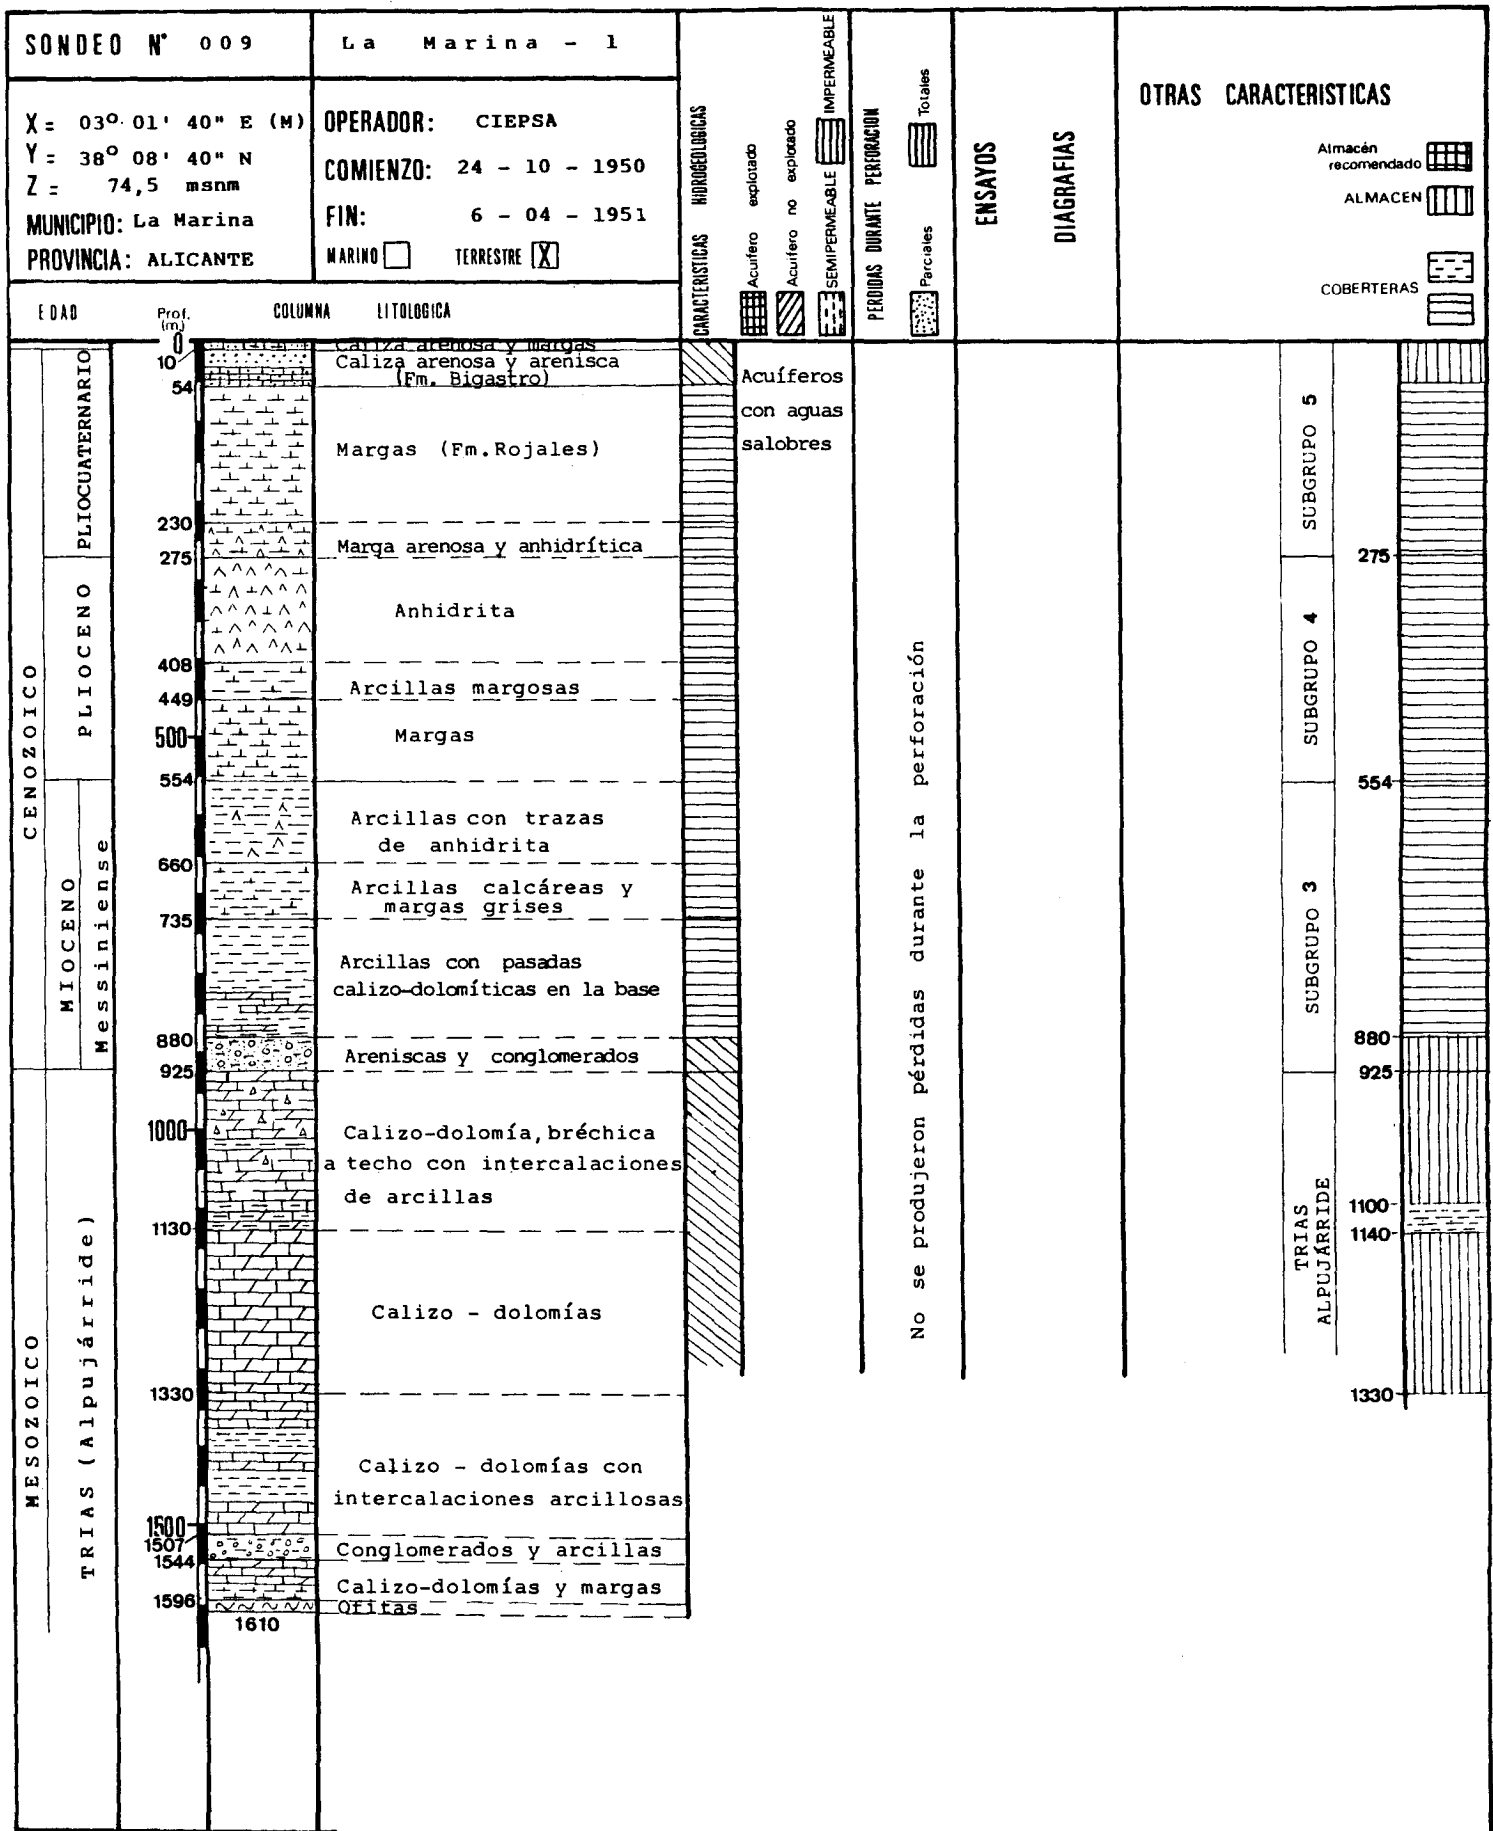 SONDEO N° 009
La Marina - 1
X = 03º 01' 40" E (M)
Y = 38º 08' 40" N
Z = 74,5 msnm
MUNICIPIO: La Marina
PROVINCIA: ALICANTE
OPERADOR: CIEPSA
COMIENZO: 24 - 10 - 1950
FIN: 6 - 04 - 1951
MARINO TERRESTRE X
CARACTERISTICAS HIDROGEOLOGICAS
Acuífero explotado
Acuífero no explotado
SEMIPERMEABLE
IMPERMEABLE
PERDIDAS DURANTE PERFORACION
Parciales
Totales
ENSAYOS
DIAGRAFIAS
OTRAS CARACTERISTICAS
Almacén
recomendado
ALMACEN
COBERTERAS
EDAD
Prof.
(m)
COLUMNA LITOLOGICA
CENOZOICO
PLIOCUATERNARIO
PLIOCENO
MIOCENO
Messiniense
MESOZOICO
TRIAS (Alpujárride)
0
10
54
230
275
408
449
500
554
660
735
880
925
1000
1130
1330
1500
1507
1544
1596
1610
Caliza arenosa y margas
Caliza arenosa y arenisca
(Fm. Bigastro)
Margas (Fm.Rojales)
Marga arenosa y anhidrítica
Anhidrita
Arcillas margosas
Margas
Arcillas con trazas
de anhidrita
Arcillas calcáreas y
margas grises
Arcillas con pasadas
calizo-dolomíticas en la base
Areniscas y conglomerados
Calizo-dolomía, bréchica
a techo con intercalaciones
de arcillas
Calizo - dolomías
Calizo - dolomías con
intercalaciones arcillosas
Conglomerados y arcillas
Calizo-dolomías y margas
Ofitas
Acuíferos
con aguas
salobres
No se produjeron pérdidas durante la perforación
SUBGRUPO 5
SUBGRUPO 4
SUBGRUPO 3
TRIAS
ALPUJÁRRIDE
275
554
880
925
1100
1140
1330